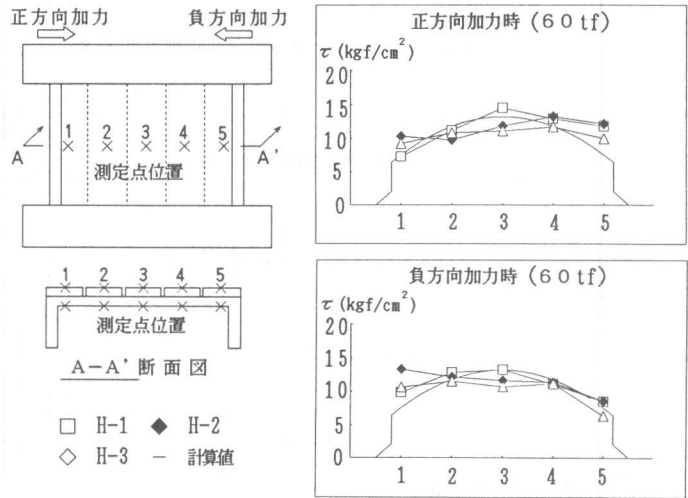 正方向加力 負方向加力
1 2 3 4 5
A A'
測定点位置
1 2 3 4 5
測定点位置
A-A' 断面図
□ H-1 ◆ H-2
◇ H-3 － 計算値
正方向加力時 (60tf)
τ (kgf/cm²)
20
15
10
5
0
1 2 3 4 5
負方向加力時 (60tf)
τ (kgf/cm²)
20
15
10
5
0
1 2 3 4 5